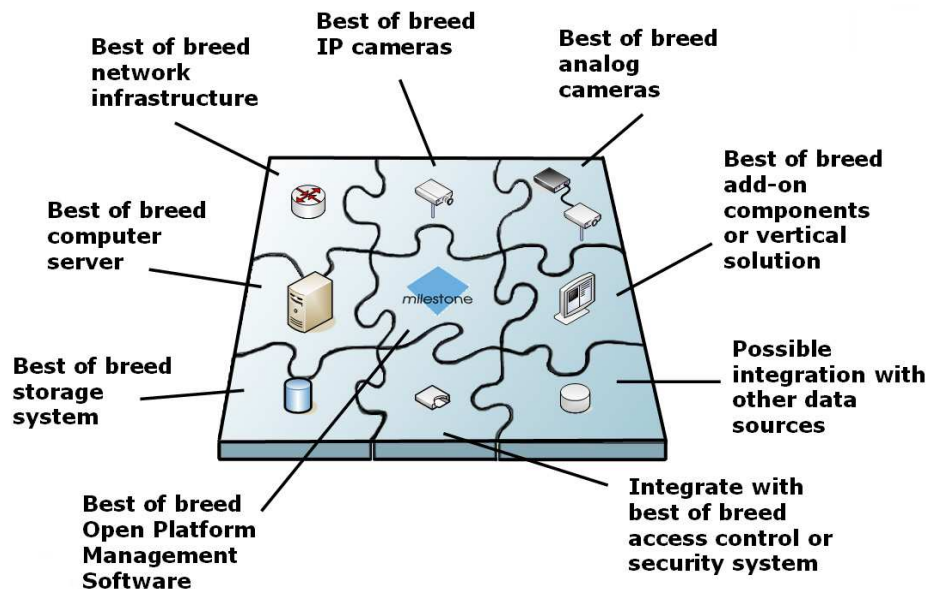 Best of breed
IP cameras
Best of breed
network
infrastructure
Best of breed
analog
cameras
Best of breed
add-on
components
or vertical
solution
Best of breed
computer
server
milestone
Best of breed
storage
system
Possible
integration with
other data
sources
Best of breed
Open Platform
Management
Software
Integrate with
best of breed
access control or
security system